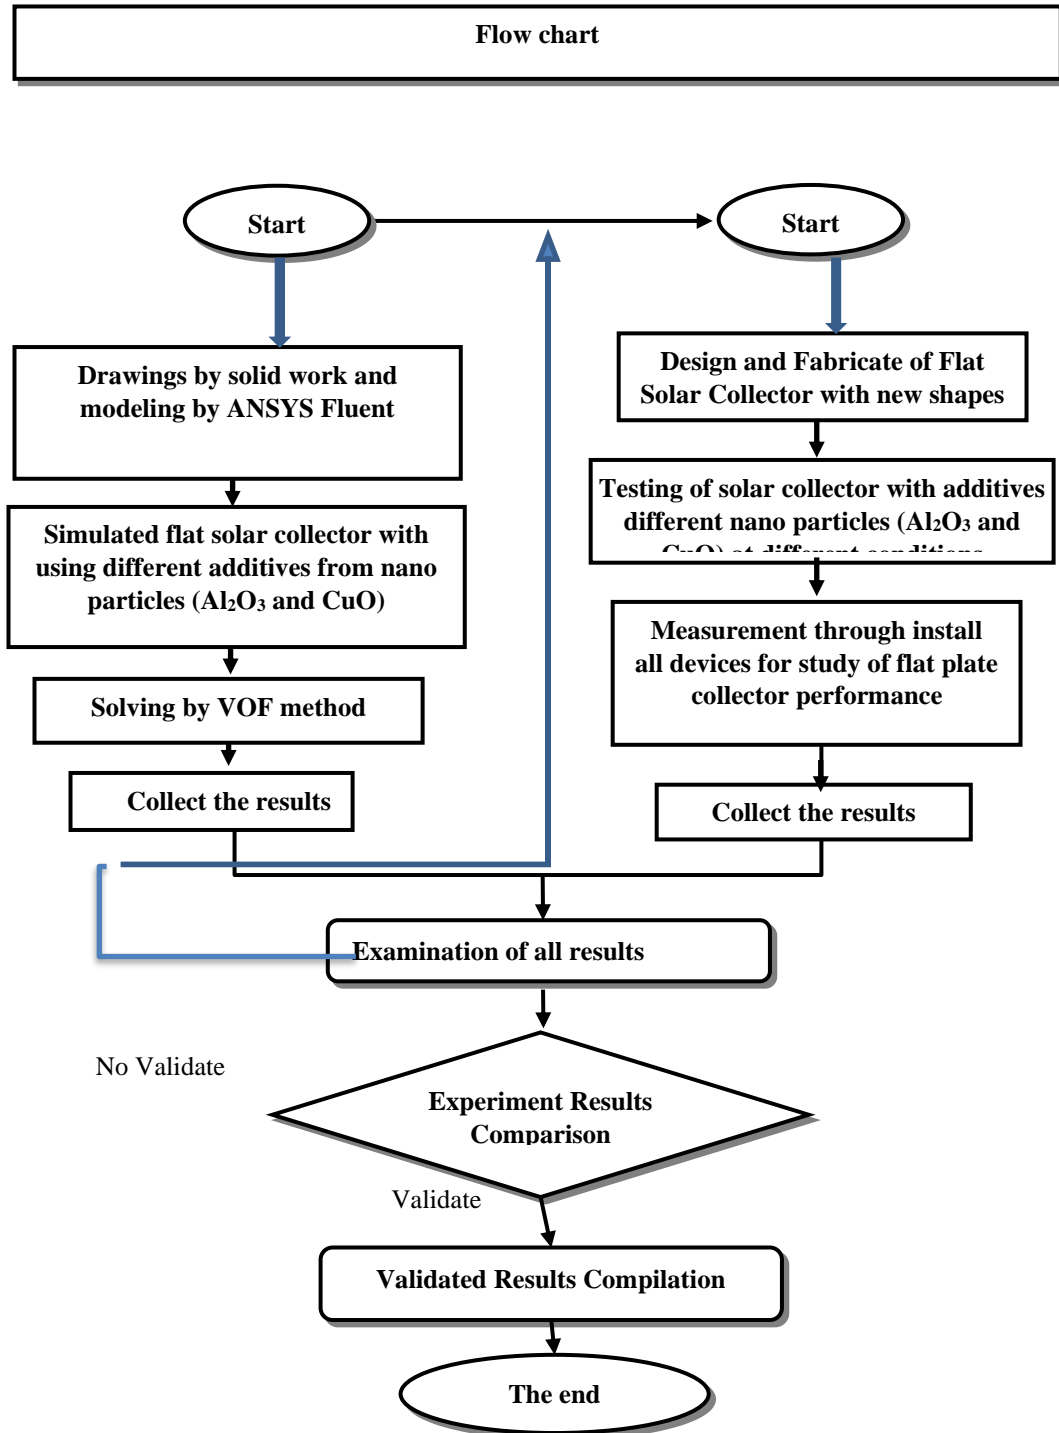 Flow chart
Start
Start
Drawings by solid work and
modeling by ANSYS Fluent
Simulated flat solar collector with
using different additives from nano
particles (Al₂O₃ and CuO)
Solving by VOF method
Collect the results
Design and Fabricate of Flat
Solar Collector with new shapes
Testing of solar collector with additives
different nano particles (Al₂O₃ and
CuO) at different conditions
Measurement through install
all devices for study of flat plate
collector performance
Collect the results
Examination of all results
No Validate
Experiment Results
Comparison
Validate
Validated Results Compilation
The end